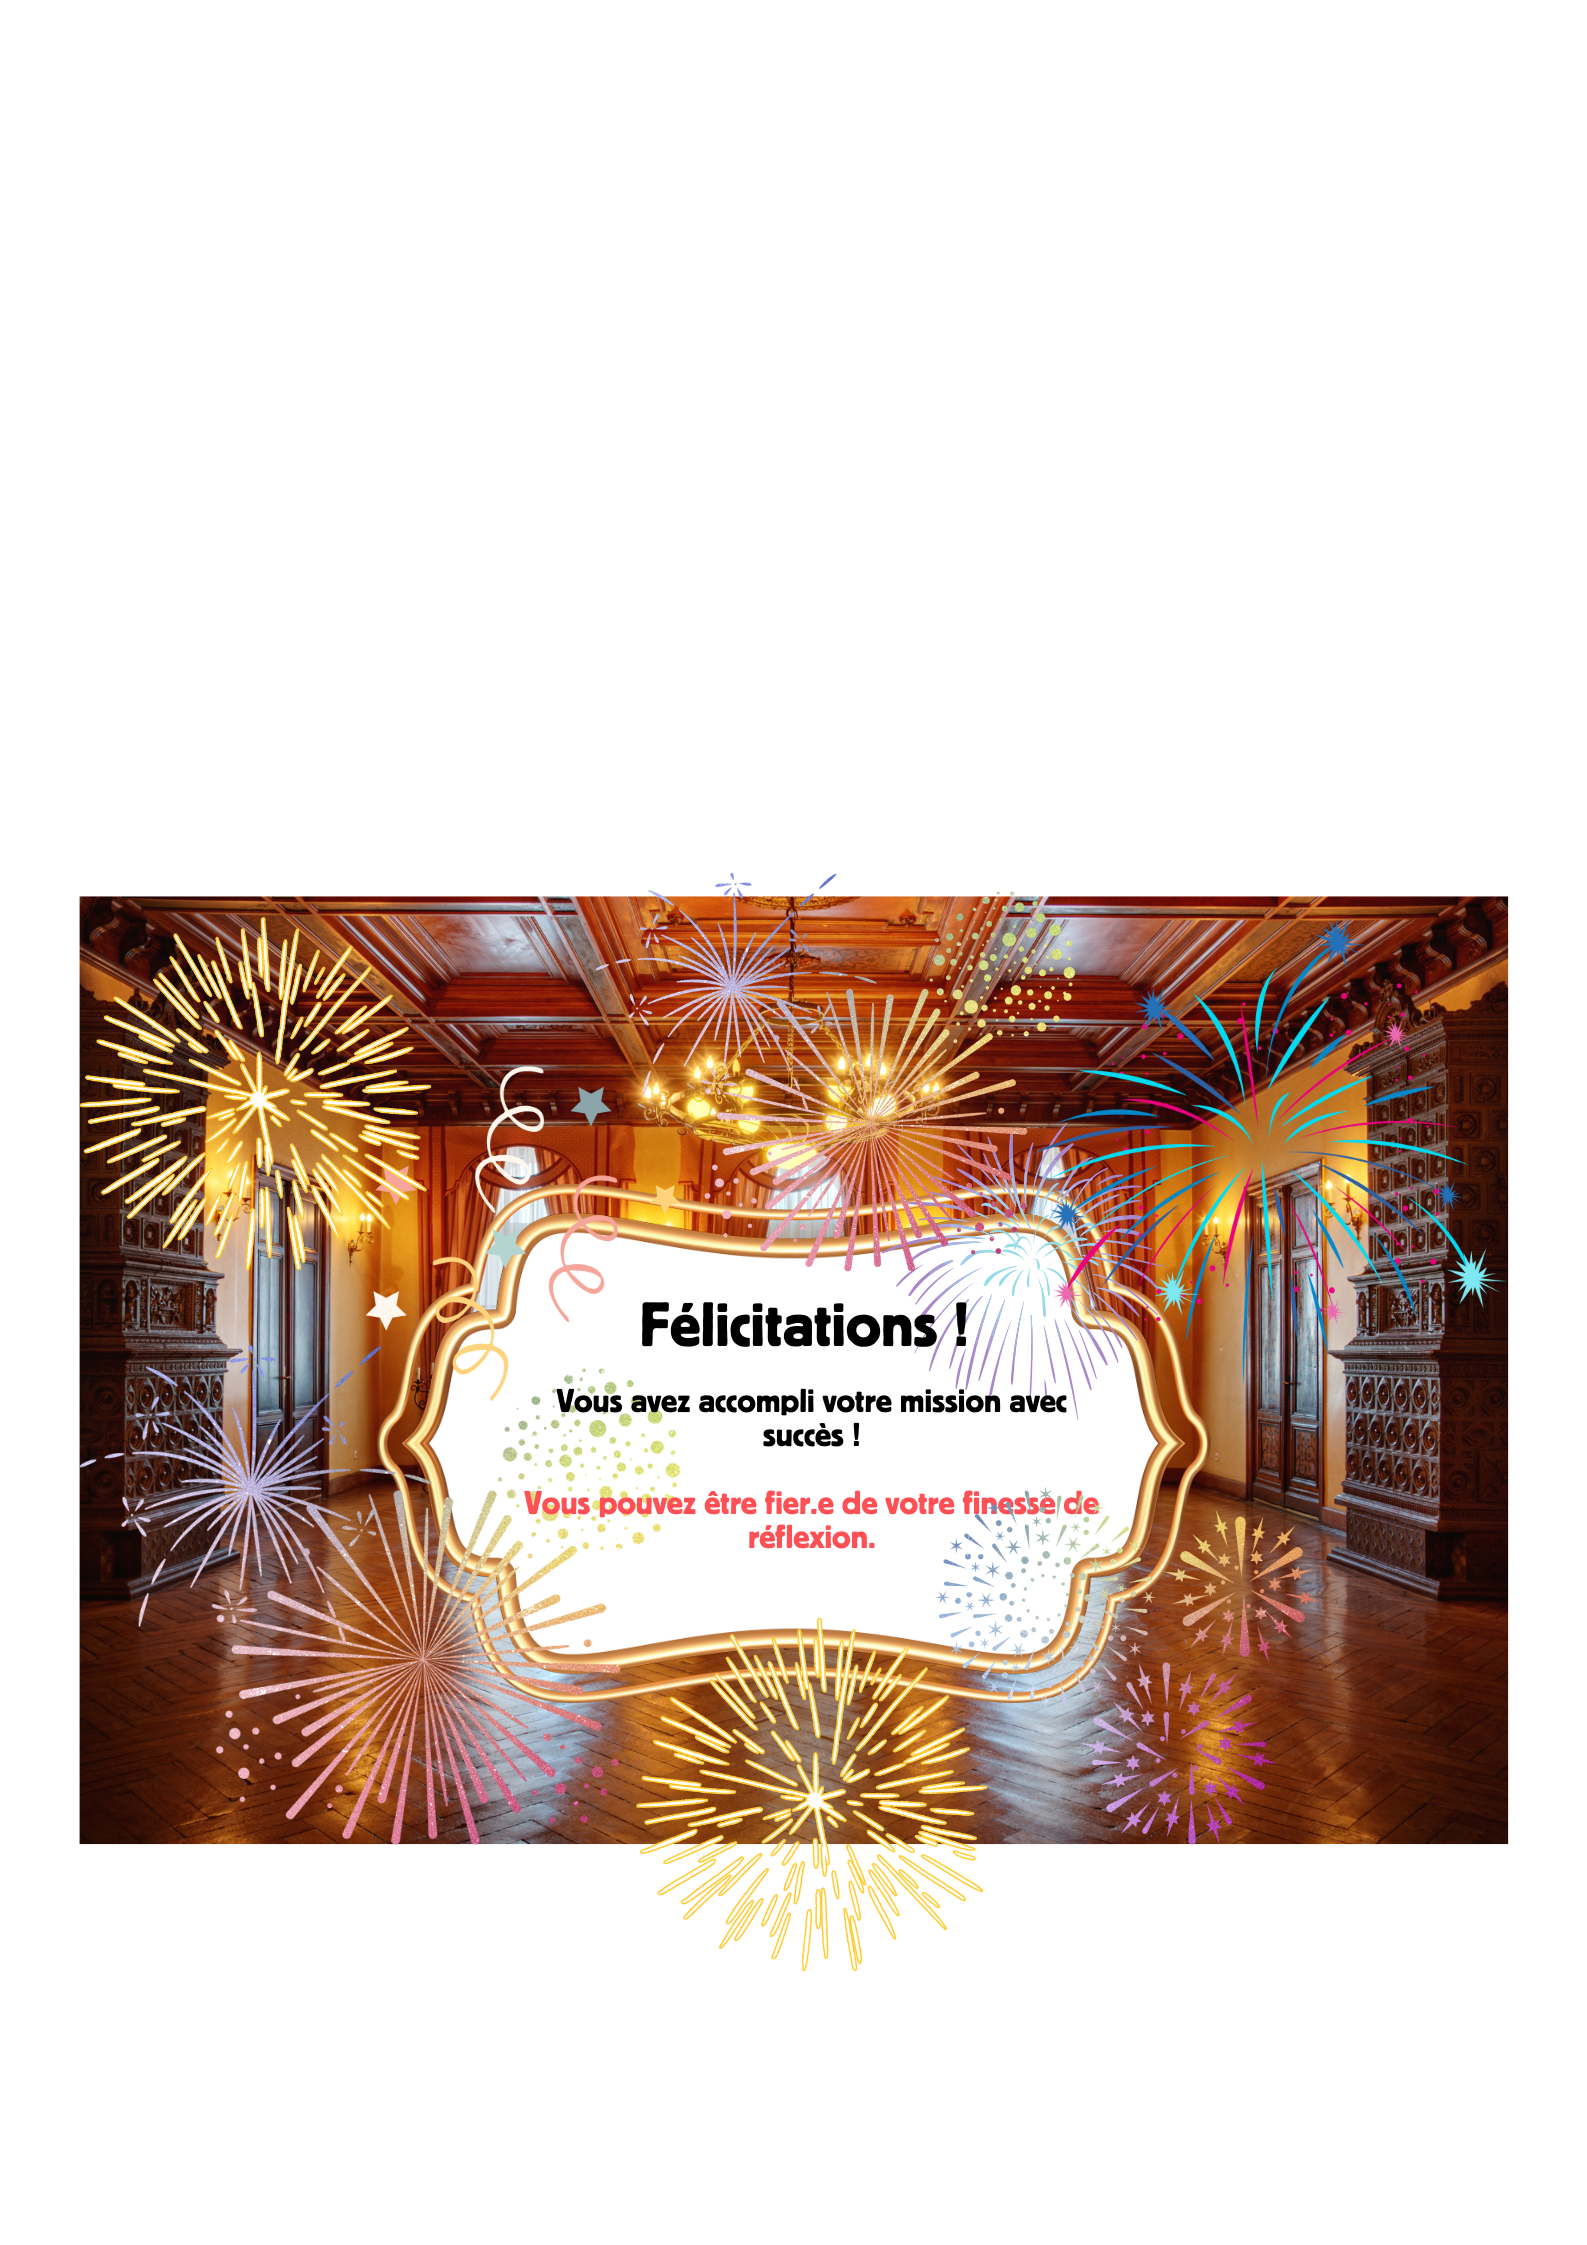 Félicitations !
Vous avez accompli votre mission avec
succès !
Vous pouvez être fier.e de votre finesse de
réflexion.